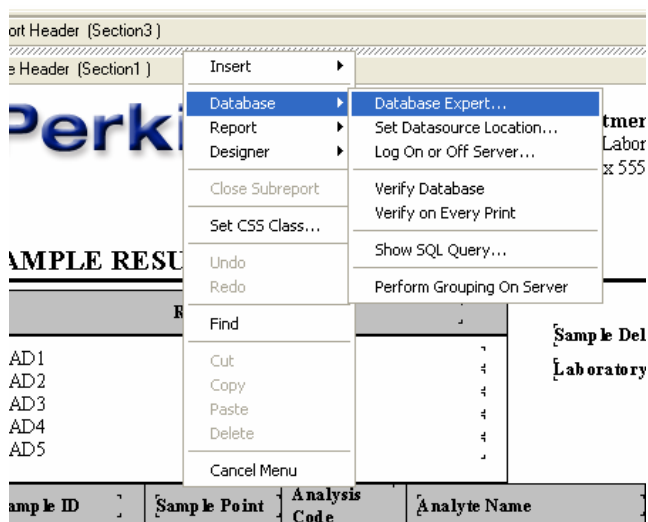 ort Header (Section3 )
e Header (Section1 )
Perki
Insert
Database
Report
Designer
Close Subreport
Set CSS Class...
Undo
Redo
Find
Cut
Copy
Paste
Delete
Cancel Menu
Database Expert...
Set Datasource Location...
Log On or Off Server...
Verify Database
Verify on Every Print
Show SQL Query...
Perform Grouping On Server
tmer
Labor
x 555
AMPLE RESU
R
Sample Del
Laboratory
AD1
AD2
AD3
AD4
AD5
ample ID
Sample Point
Analysis
Code
Analyte Name